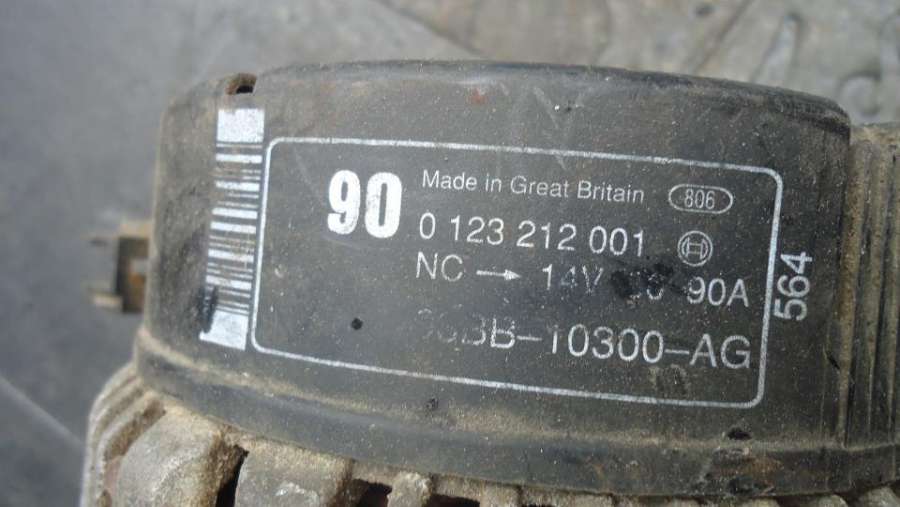 90
Made in Great Britain 806
0 123 212 001
NC → 14V 90A
10300-AG
564